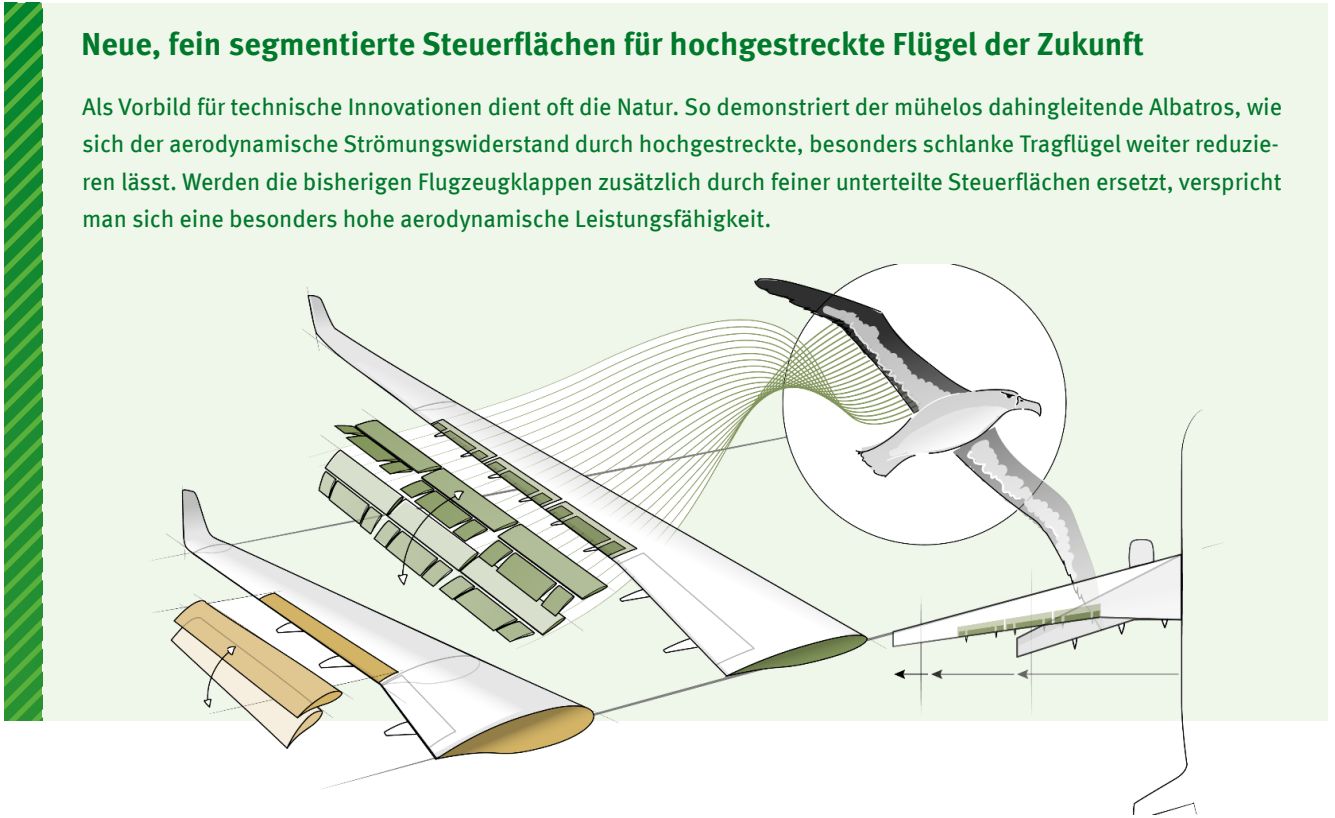 Neue, fein segmentierte Steuerflächen für hochgestreckte Flügel der Zukunft
Als Vorbild für technische Innovationen dient oft die Natur. So demonstriert der mühelos dahingleitende Albatros, wie
sich der aerodynamische Strömungswiderstand durch hochgestreckte, besonders schlanke Tragflügel weiter reduzie-
ren lässt. Werden die bisherigen Flugzeugklappen zusätzlich durch feiner unterteilte Steuerflächen ersetzt, verspricht
man sich eine besonders hohe aerodynamische Leistungsfähigkeit.